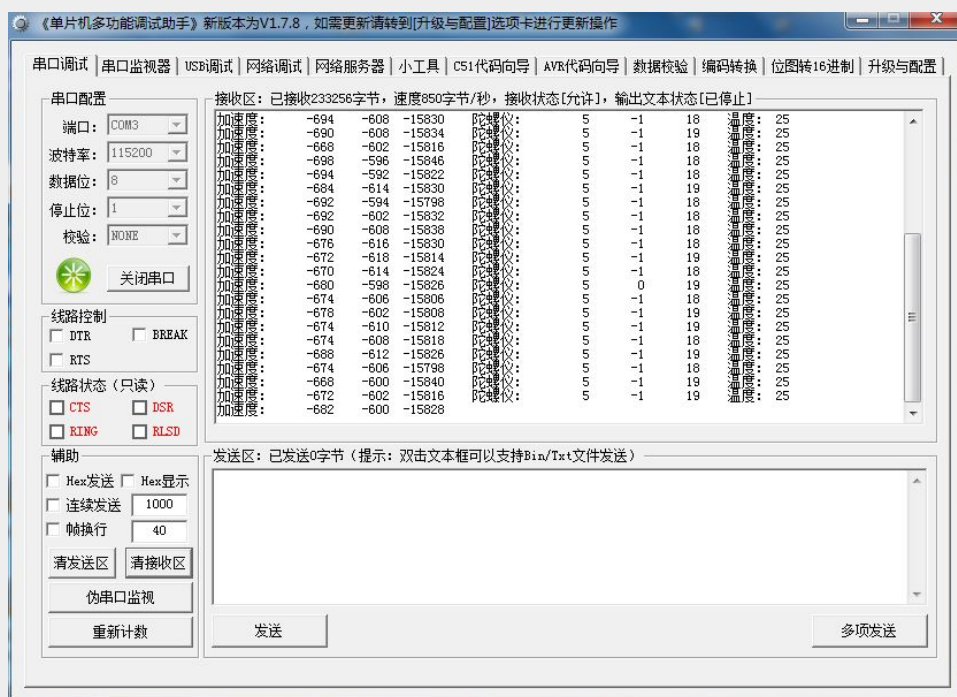 《单片机多功能调试助手》新版本为V1.7.8，如需更新请转到[升级与配置]选项卡进行更新操作
串口调试 串口监视器 USB调试 网络调试 网络服务器 小工具 C51代码向导 AVR代码向导 数据校验 编码转换 位图转16进制 升级与配置
串口配置
端口： COM3
波特率： 115200
数据位： 8
停止位： 1
校验： NONE
关闭串口
线路控制
DTR BREAK
RTS
线路状态（只读）
CTS DSR
RING RLSD
辅助
Hex发送 Hex显示
连续发送 1000
帧换行 40
清发送区 清接收区
伪串口监视
重新计数
接收区：已接收233256字节，速度850字节/秒，接收状态[允许]，输出文本状态[已停止]
加速度： -694 -608 -15830 陀螺仪： 5 -1 18 温度： 25
加速度： -690 -608 -15834 陀螺仪： 5 -1 19 温度： 25
加速度： -668 -602 -15816 陀螺仪： 5 -1 18 温度： 25
加速度： -698 -596 -15846 陀螺仪： 5 -1 18 温度： 25
加速度： -694 -592 -15822 陀螺仪： 5 -1 18 温度： 25
加速度： -684 -614 -15830 陀螺仪： 5 -1 19 温度： 25
加速度： -692 -594 -15798 陀螺仪： 5 -1 18 温度： 25
加速度： -692 -602 -15832 陀螺仪： 5 -1 18 温度： 25
加速度： -690 -608 -15838 陀螺仪： 5 -1 18 温度： 25
加速度： -676 -616 -15830 陀螺仪： 5 -1 18 温度： 25
加速度： -672 -618 -15814 陀螺仪： 5 -1 19 温度： 25
加速度： -670 -614 -15824 陀螺仪： 5 -1 18 温度： 25
加速度： -680 -598 -15826 陀螺仪： 5 0 19 温度： 25
加速度： -674 -606 -15806 陀螺仪： 5 -1 18 温度： 25
加速度： -678 -602 -15808 陀螺仪： 5 -1 19 温度： 25
加速度： -674 -610 -15812 陀螺仪： 5 -1 19 温度： 25
加速度： -674 -608 -15818 陀螺仪： 5 -1 18 温度： 25
加速度： -688 -612 -15826 陀螺仪： 5 -1 19 温度： 25
加速度： -674 -606 -15798 陀螺仪： 5 -1 18 温度： 25
加速度： -668 -600 -15840 陀螺仪： 5 -1 19 温度： 25
加速度： -672 -602 -15816 陀螺仪： 5 -1 19 温度： 25
加速度： -682 -600 -15828
发送区：已发送0字节（提示：双击文本框可以支持Bin/Txt文件发送）
发送 多项发送